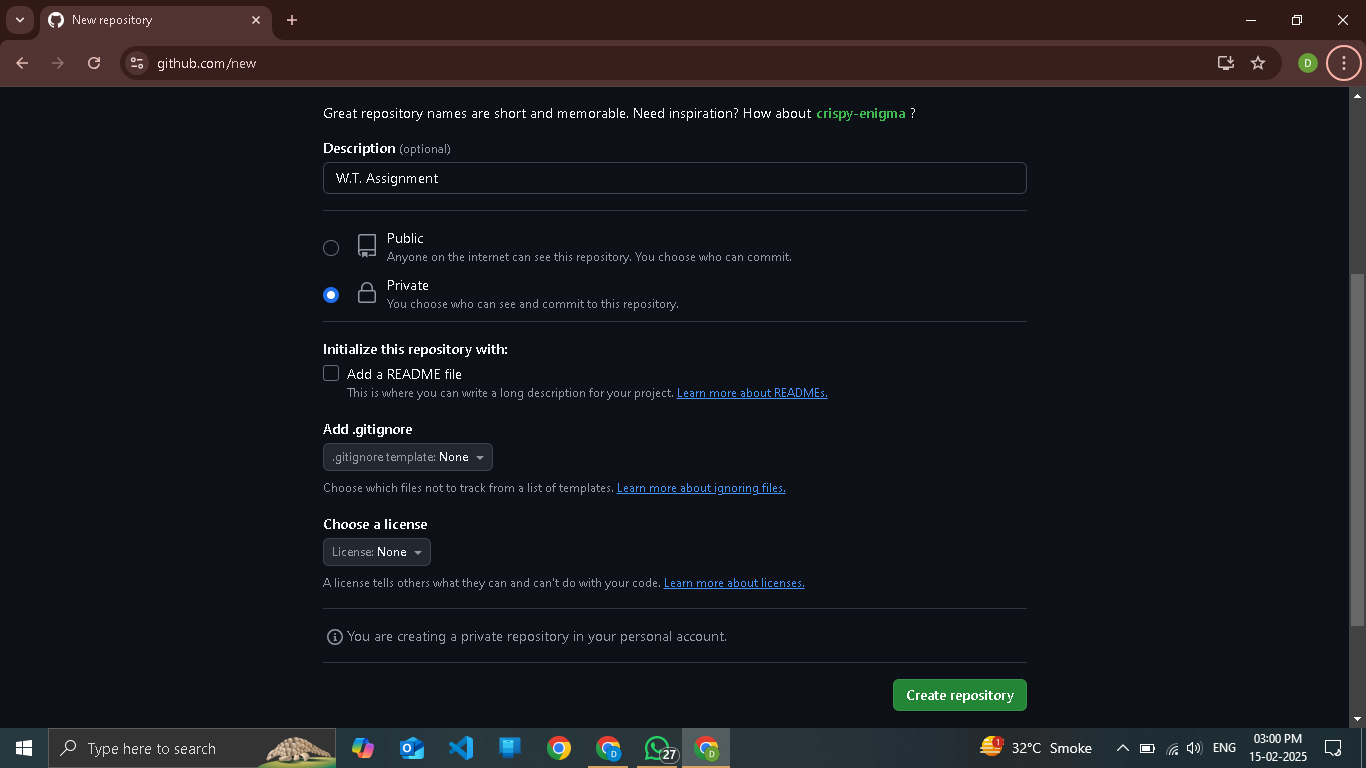 New repository
github.com/new
D
Great repository names are short and memorable. Need inspiration? How about crispy-enigma ?
Description (optional)
W.T. Assignment
Public
Anyone on the internet can see this repository. You choose who can commit.
Private
You choose who can see and commit to this repository.
Initialize this repository with:
Add a README file
This is where you can write a long description for your project. Learn more about READMEs.
Add .gitignore
.gitignore template: None
Choose which files not to track from a list of templates. Learn more about ignoring files.
Choose a license
License: None
A license tells others what they can and can't do with your code. Learn more about licenses.
You are creating a private repository in your personal account.
Create repository
Type here to search
D
27
D
1
32°C Smoke
ENG
03:00 PM
15-02-2025